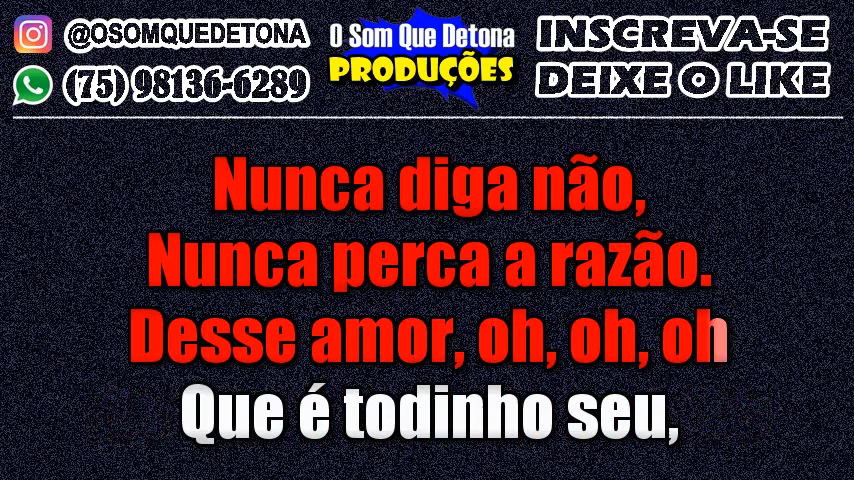 @OSOMQUEDETONA
(75) 98136-6289
O Som Que Detona
PRODUÇÕES
INSCREVA-SE
DEIXE O LIKE
Nunca diga não,
Nunca perca a razão.
Desse amor, oh, oh, oh
Que é todinho seu,